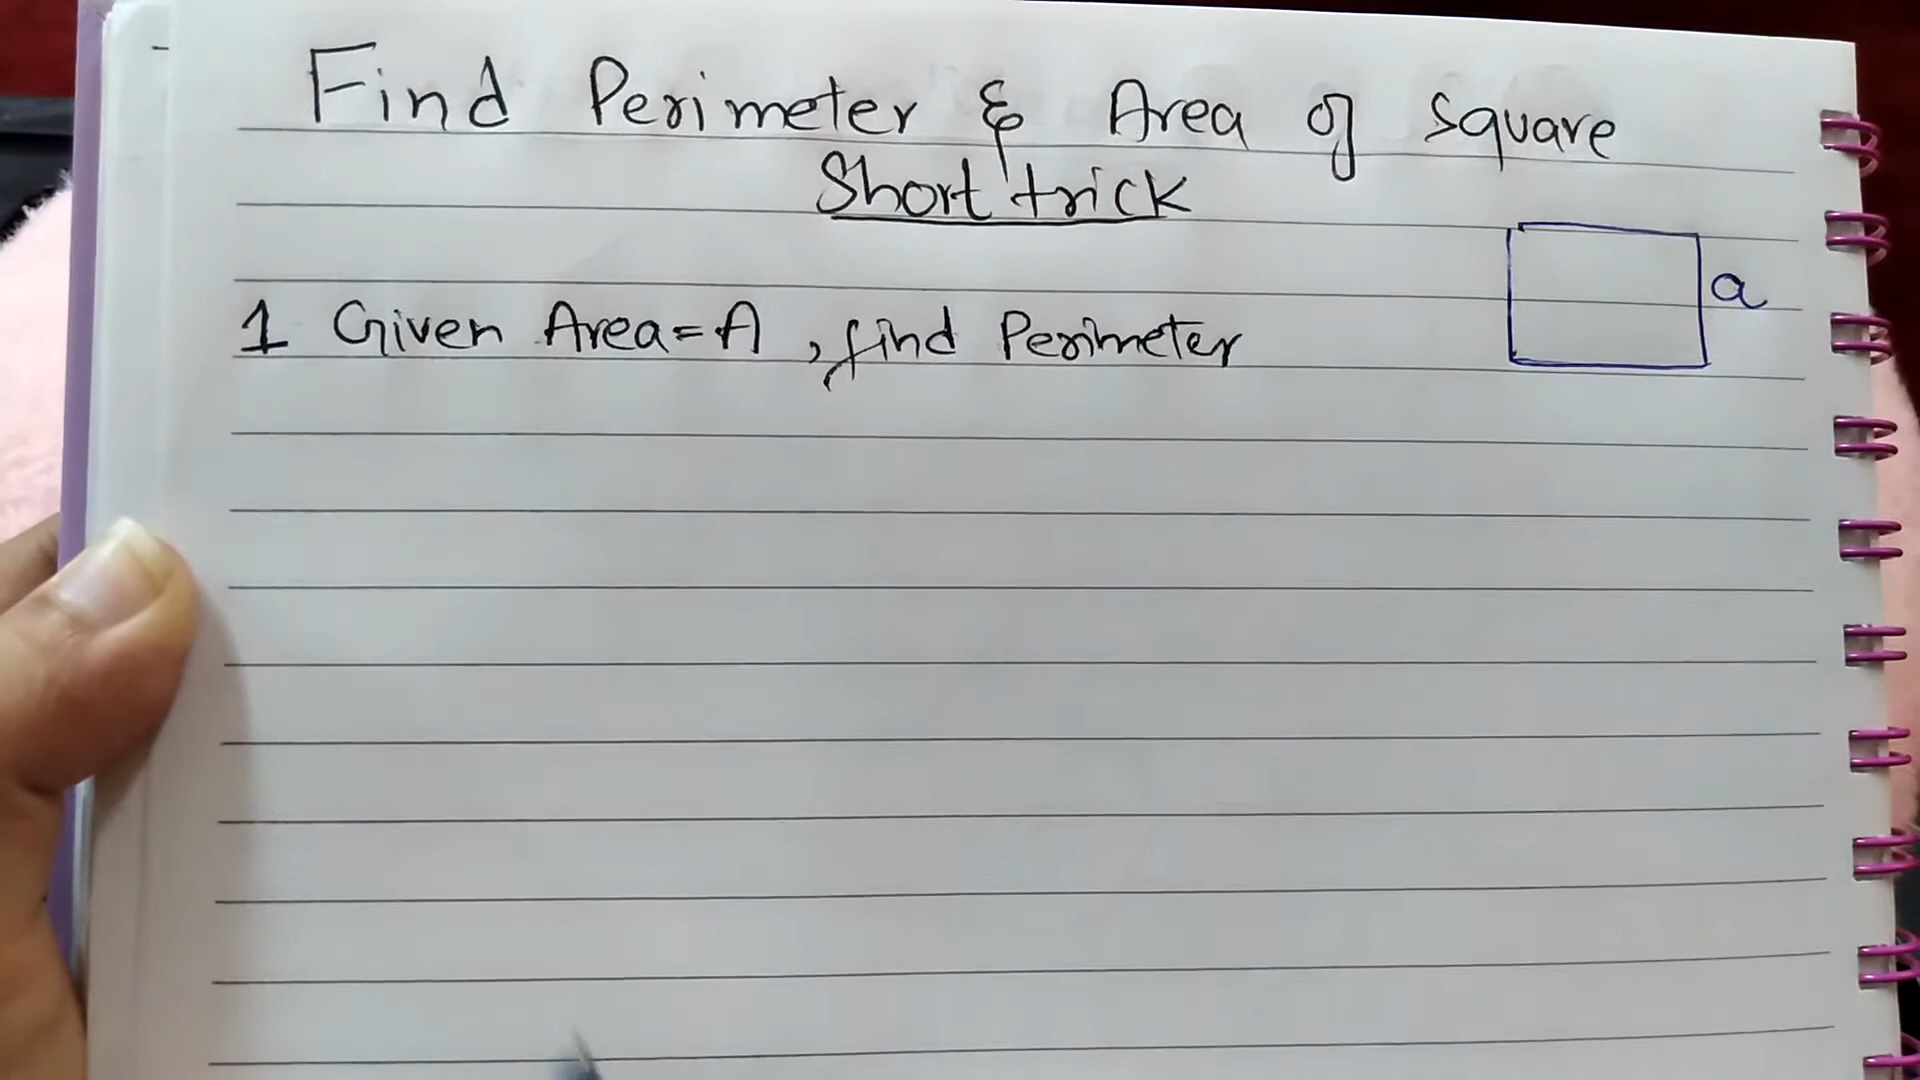 Find Perimeter & Area of square
Short trick
a
1 Given Area=A , find Perimeter